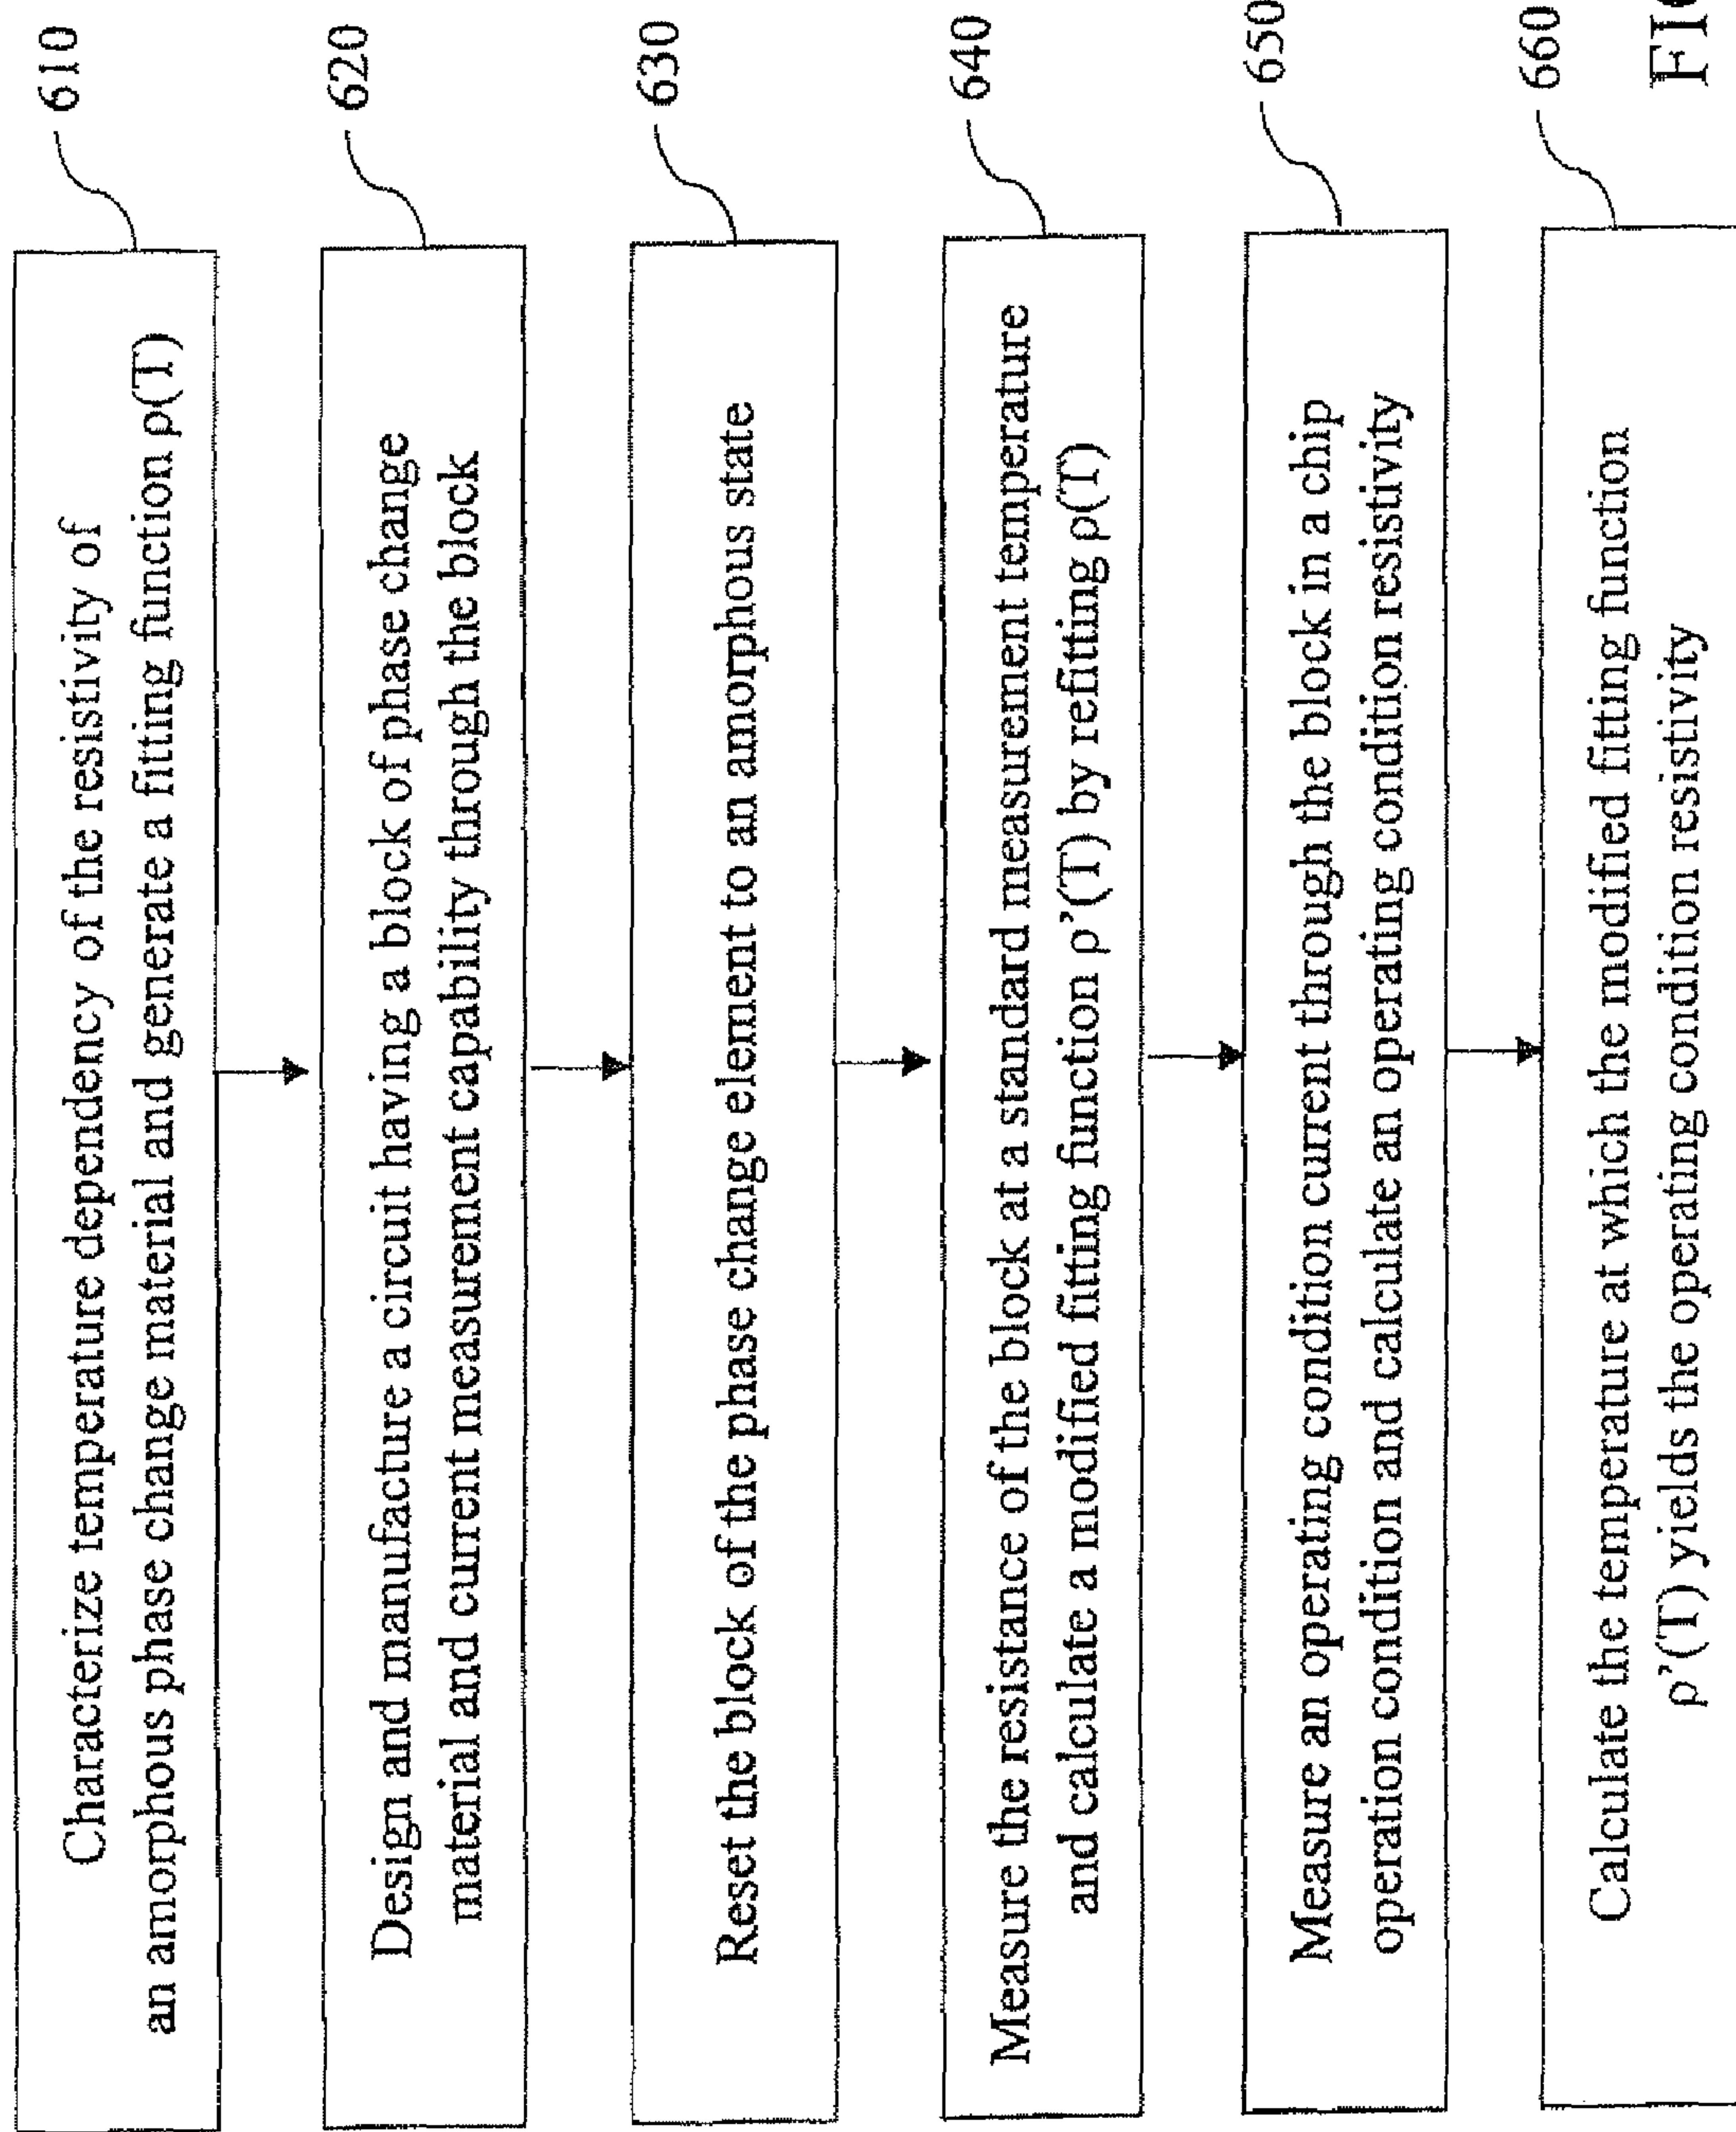 610
Characterize temperature dependency of the resistivity of
an amorphous phase change material and generate a fitting function ρ(T)
620
Design and manufacture a circuit having a block of phase change
material and current measurement capability through the block
630
Reset the block of the phase change element to an amorphous state
640
Measure the resistance of the block at a standard measurement temperature
and calculate a modified fitting function ρ'(T) by refitting ρ(T)
650
Measure an operating condition current through the block in a chip
operation condition and calculate an operating condition resistivity
660
Calculate the temperature at which the modified fitting function
ρ'(T) yields the operating condition resistivity